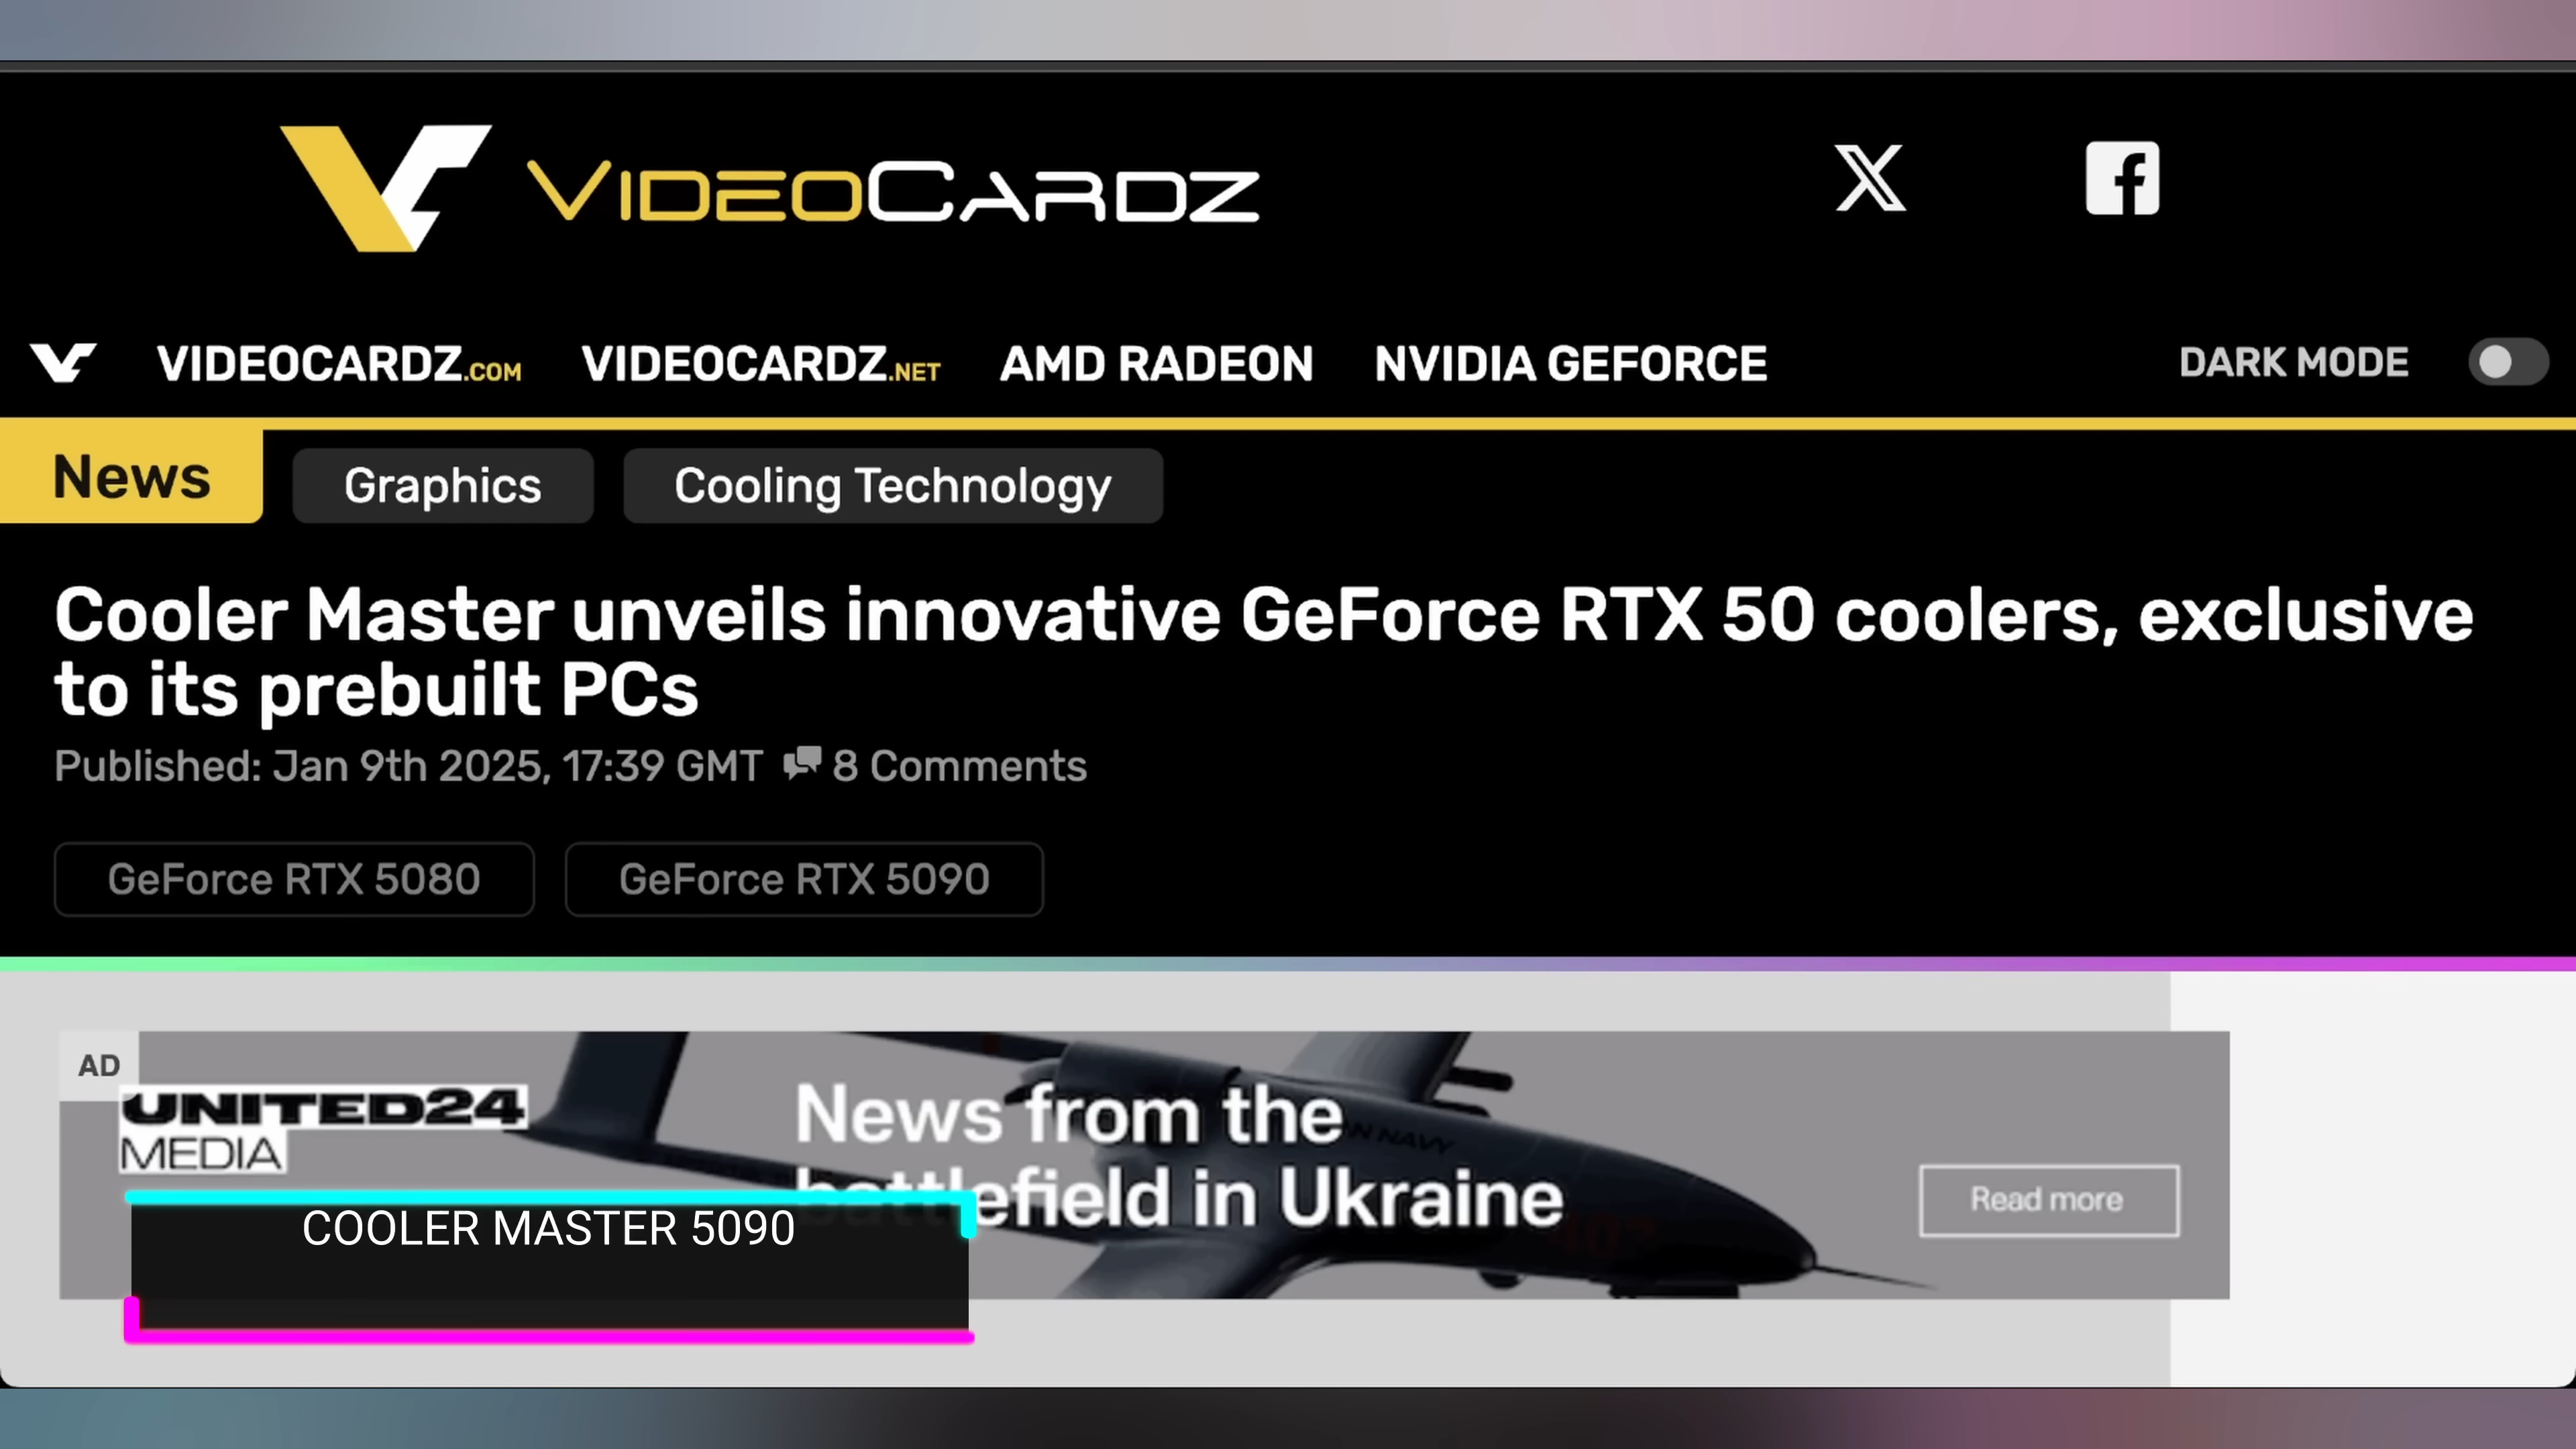 VIDEOCARDZ
VIDEOCARDZ.COM VIDEOCARDZ.NET AMD RADEON NVIDIA GEFORCE DARK MODE
News Graphics Cooling Technology
Cooler Master unveils innovative GeForce RTX 50 coolers, exclusive
to its prebuilt PCs
Published: Jan 9th 2025, 17:39 GMT 8 Comments
GeForce RTX 5080 GeForce RTX 5090
AD
UNITED24
MEDIA
News from the
battlefield in Ukraine
Read more
COOLER MASTER 5090